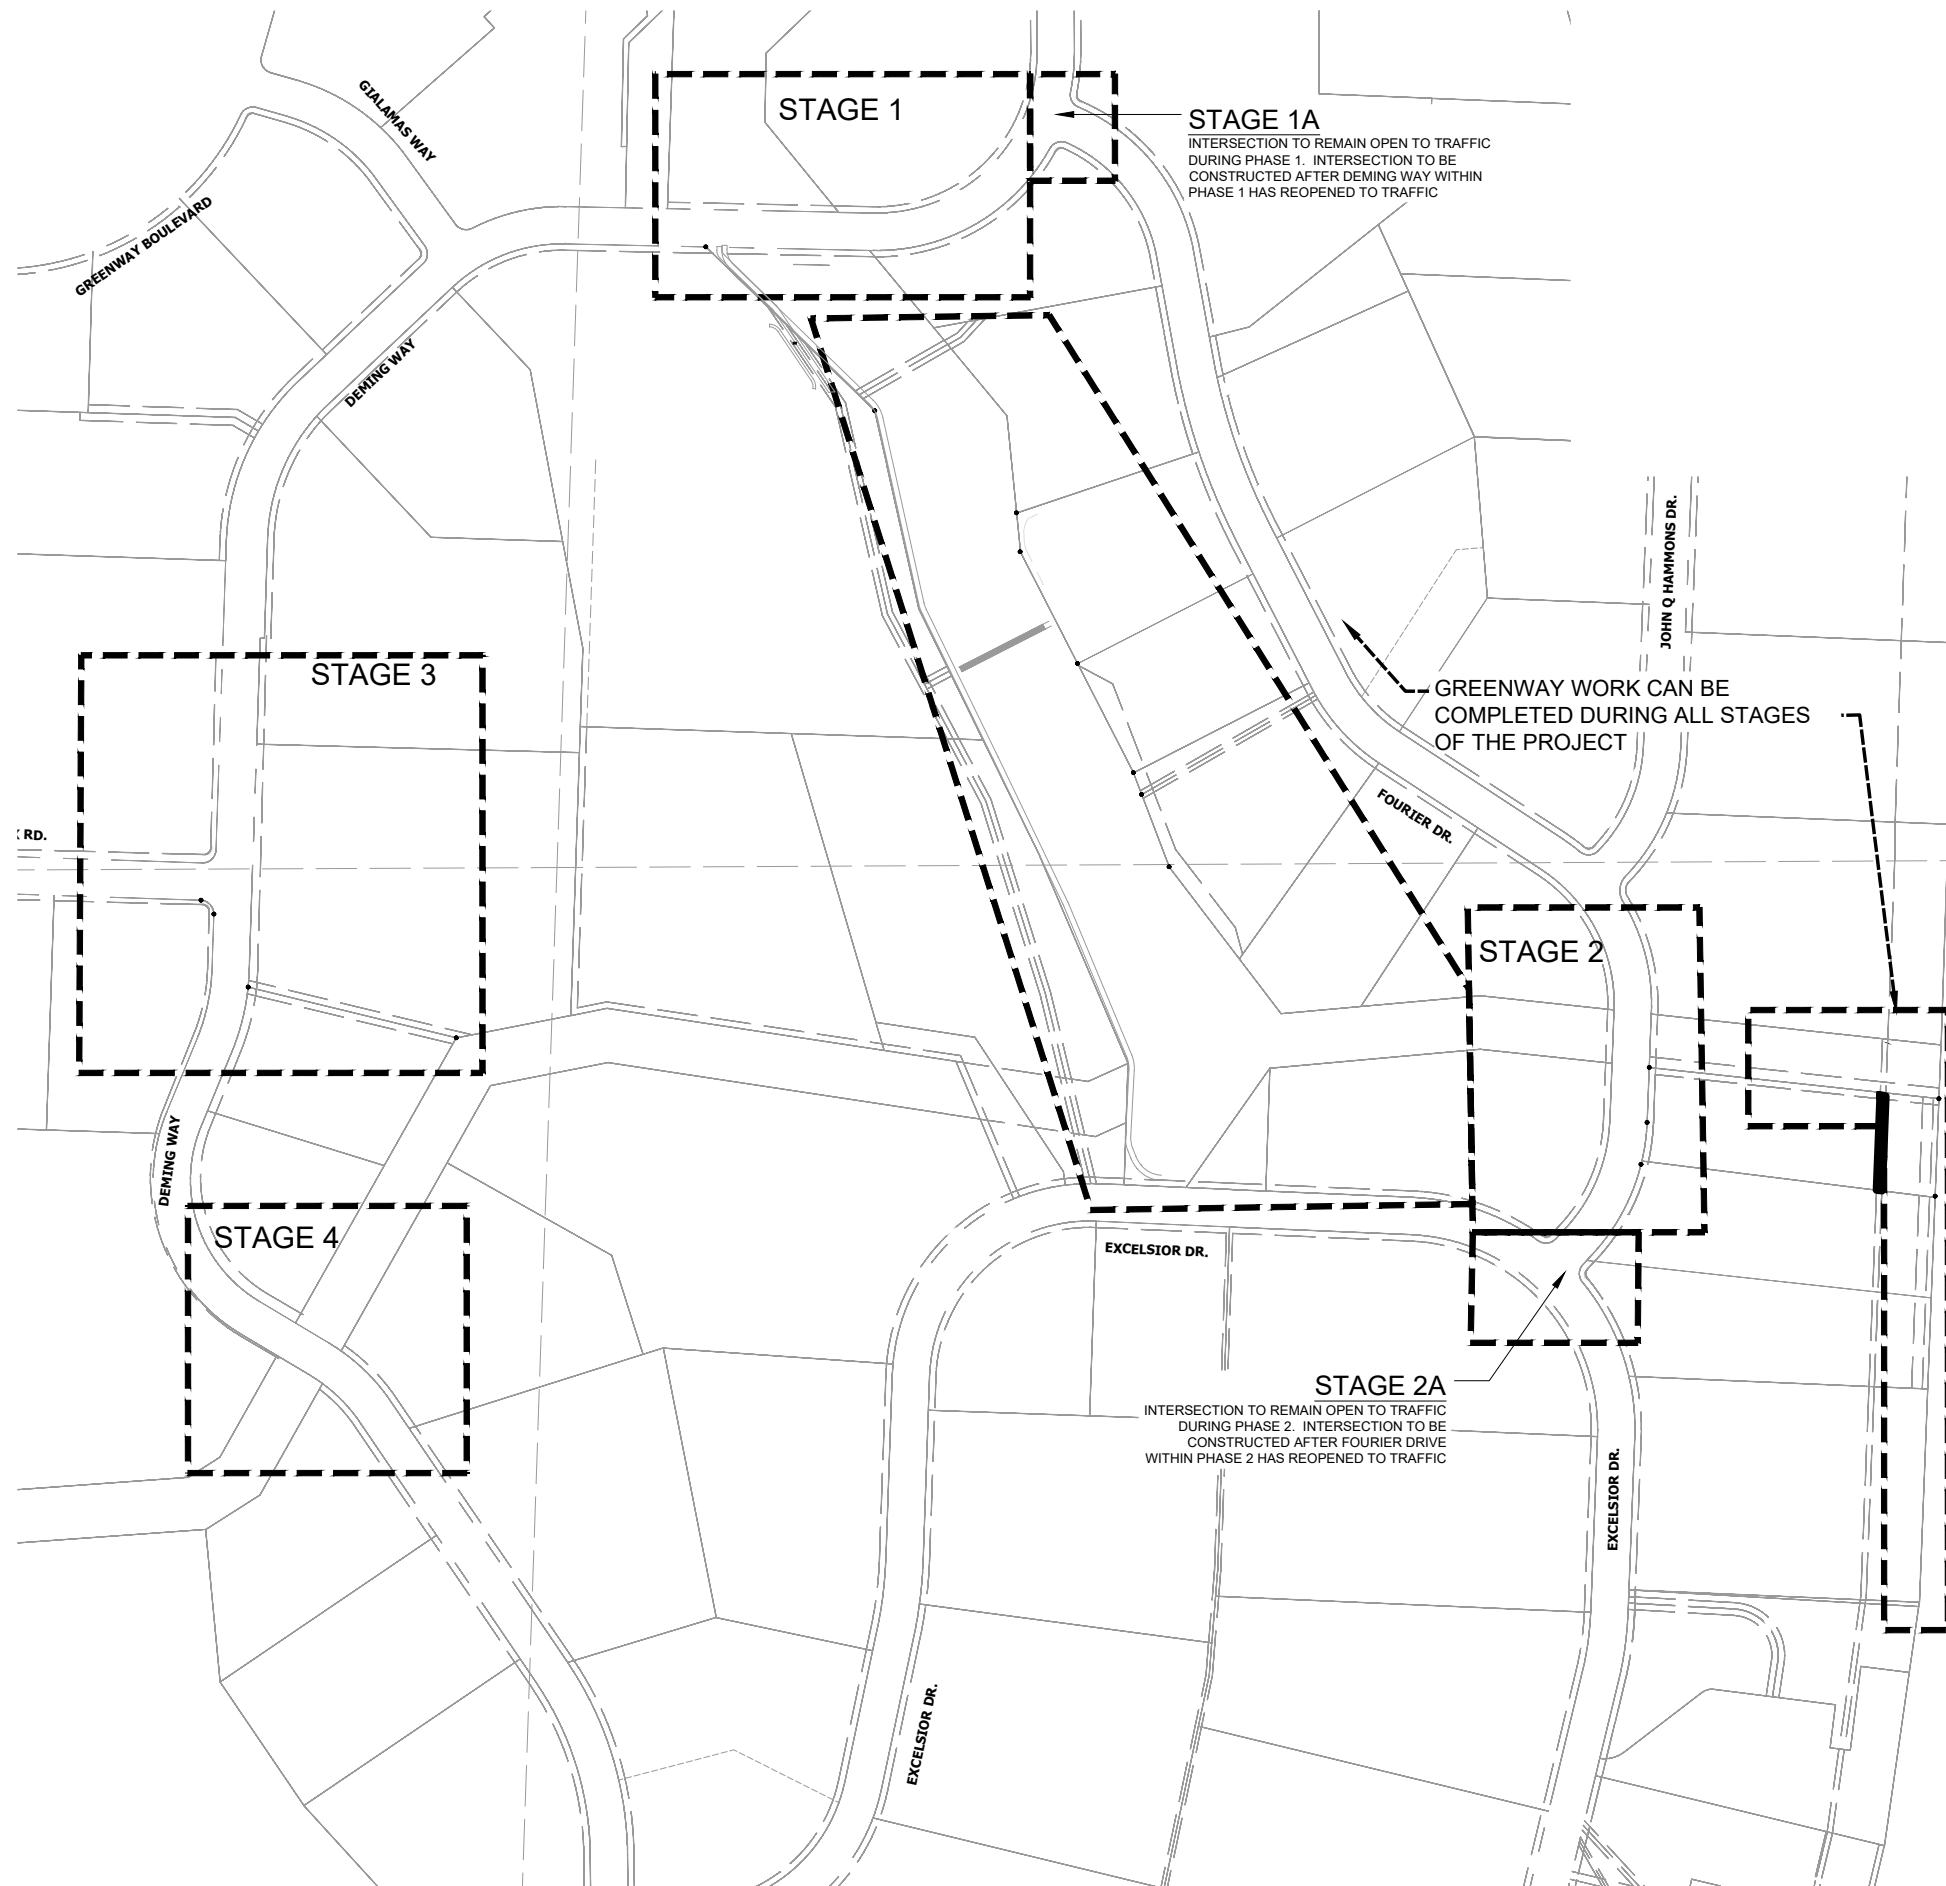 GIALAMAS WAY
STAGE 1
STAGE 1A
INTERSECTION TO REMAIN OPEN TO TRAFFIC
DURING PHASE 1. INTERSECTION TO BE
CONSTRUCTED AFTER DEMING WAY WITHIN
PHASE 1 HAS REOPENED TO TRAFFIC
GREENWAY BOULEVARD
DEMING WAY
JOHN Q HAMMONS DR.
STAGE 3
GREENWAY WORK CAN BE
COMPLETED DURING ALL STAGES
OF THE PROJECT
FOURIER DR.
RD.
STAGE 2
DEMING WAY
STAGE 4
EXCELSIOR DR.
STAGE 2A
INTERSECTION TO REMAIN OPEN TO TRAFFIC
DURING PHASE 2. INTERSECTION TO BE
CONSTRUCTED AFTER FOURIER DRIVE
WITHIN PHASE 2 HAS REOPENED TO TRAFFIC
EXCELSIOR DR.
EXCELSIOR DR.